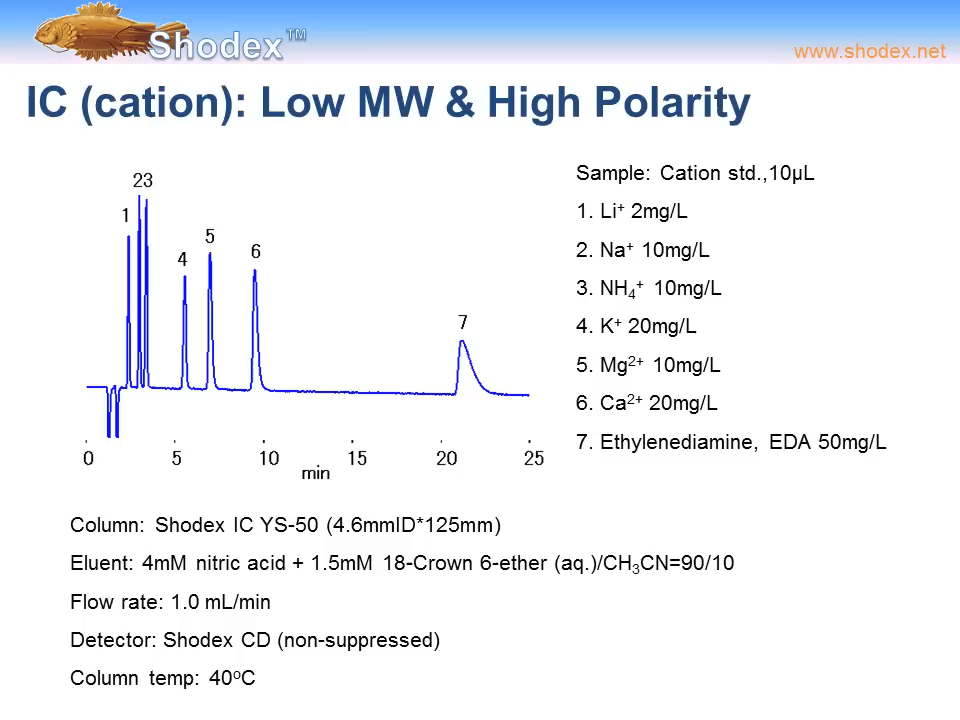 Shodex™
www.shodex.net
IC (cation): Low MW & High Polarity
Sample: Cation std.,10µL
1. Li⁺ 2mg/L
2. Na⁺ 10mg/L
3. NH₄⁺ 10mg/L
4. K⁺ 20mg/L
5. Mg²⁺ 10mg/L
6. Ca²⁺ 20mg/L
7. Ethylenediamine, EDA 50mg/L
1
23
4
5
6
7
0 5 10 15 20 25
min
Column: Shodex IC YS-50 (4.6mmID*125mm)
Eluent: 4mM nitric acid + 1.5mM 18-Crown 6-ether (aq.)/CH₃CN=90/10
Flow rate: 1.0 mL/min
Detector: Shodex CD (non-suppressed)
Column temp: 40ºC